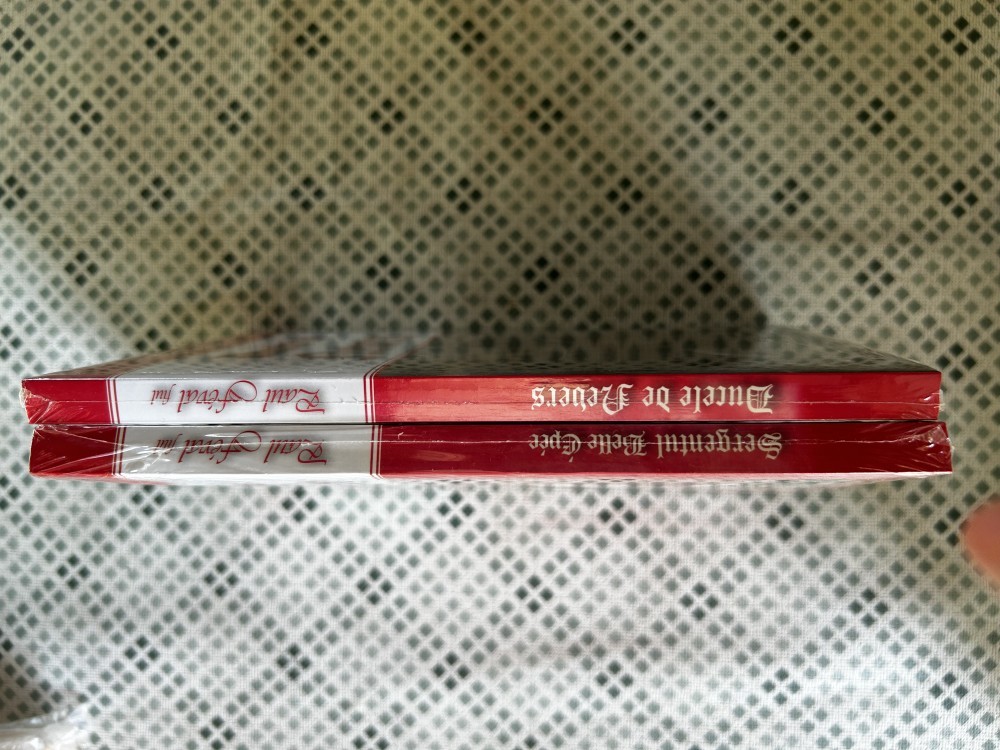 Sergentul Belle Épée Paul Féval fiul
Ducele de Nevers Paul Féval fiul